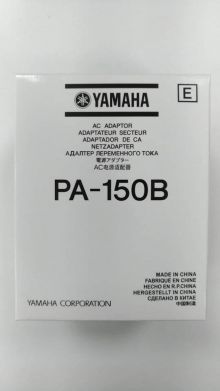 YAMAHA
E
AC ADAPTOR
ADAPTATEUR SECTEUR
ADAPTADOR DE CA
NETZADAPTER
АДАПТЕР ПЕРЕМЕННОГО ТОКА
電源アダプター
AC电源适配器
PA-150B
MADE IN CHINA
FABRIQUÉ EN CHINE
HECHO EN R.P.CHINA
HERGESTELLT IN CHINA
СДЕЛАНО В КИТАЕ
中国制造
YAMAHA CORPORATION